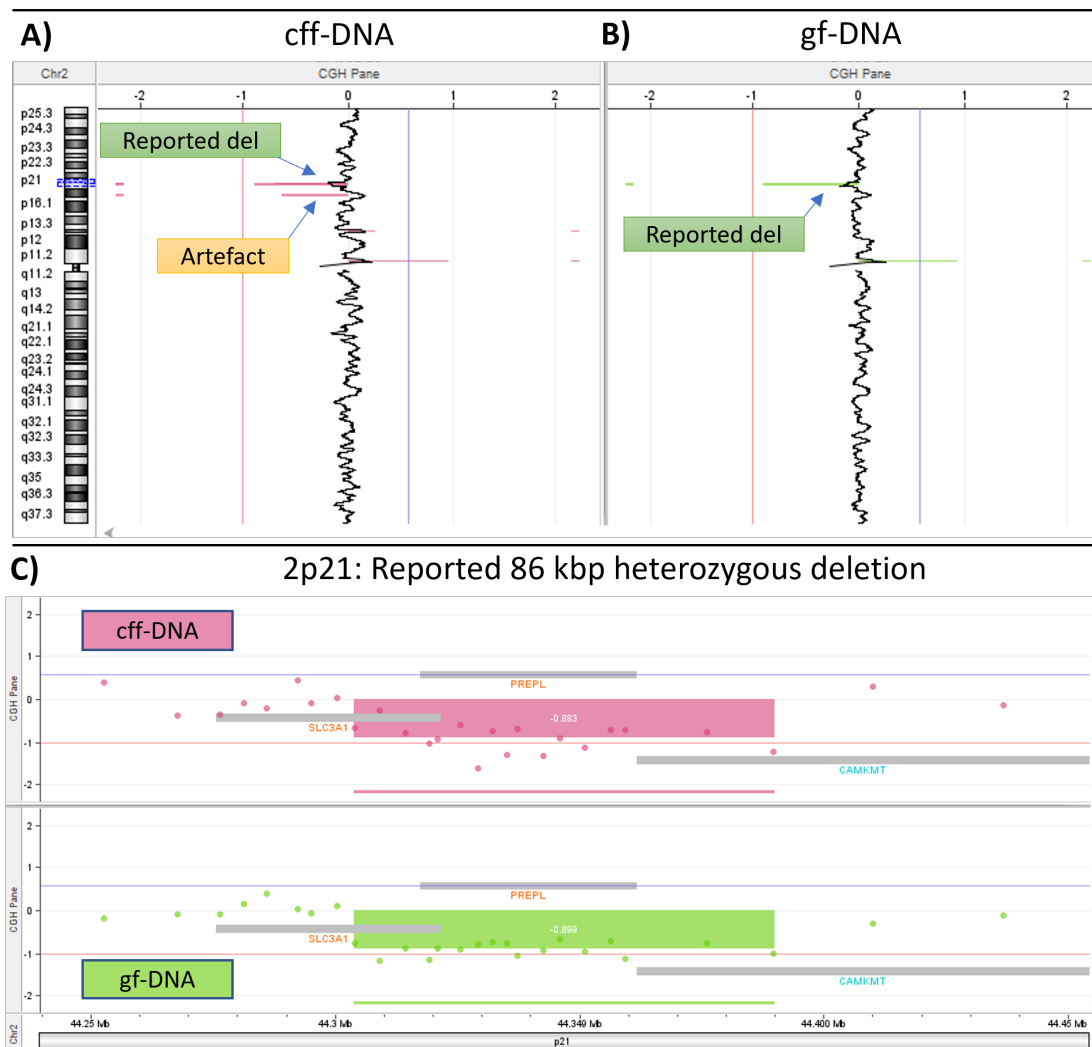 A) cff-DNA B) gf-DNA
Chr2 CGH Pane CGH Pane
-2 -1 0 1 2 -2 -1 0 1 2
p25.3
p24.3
p23.3
p22.3
p21
p16.1
p13.3
p12
p11.2
q11.2
q13
q14.2
q21.1
q22.1
q23.2
q24.1
q24.3
q31.1
q32.1
q32.3
q33.3
q35
q36.3
q37.3
Reported del
Artefact
Reported del
C) 2p21: Reported 86 kbp heterozygous deletion
CGH Pane
2
1
0
-1
-2
cff-DNA
PREPL
-0.883
SLC3A1
CAMKMT
CGH Pane
2
1
0
-1
-2
PREPL
-0.899
SLC3A1
gf-DNA
CAMKMT
Chr2
44.25 Mb 44.3 Mb 44.349 Mb 44.400 Mb 44.45 Mb
p21